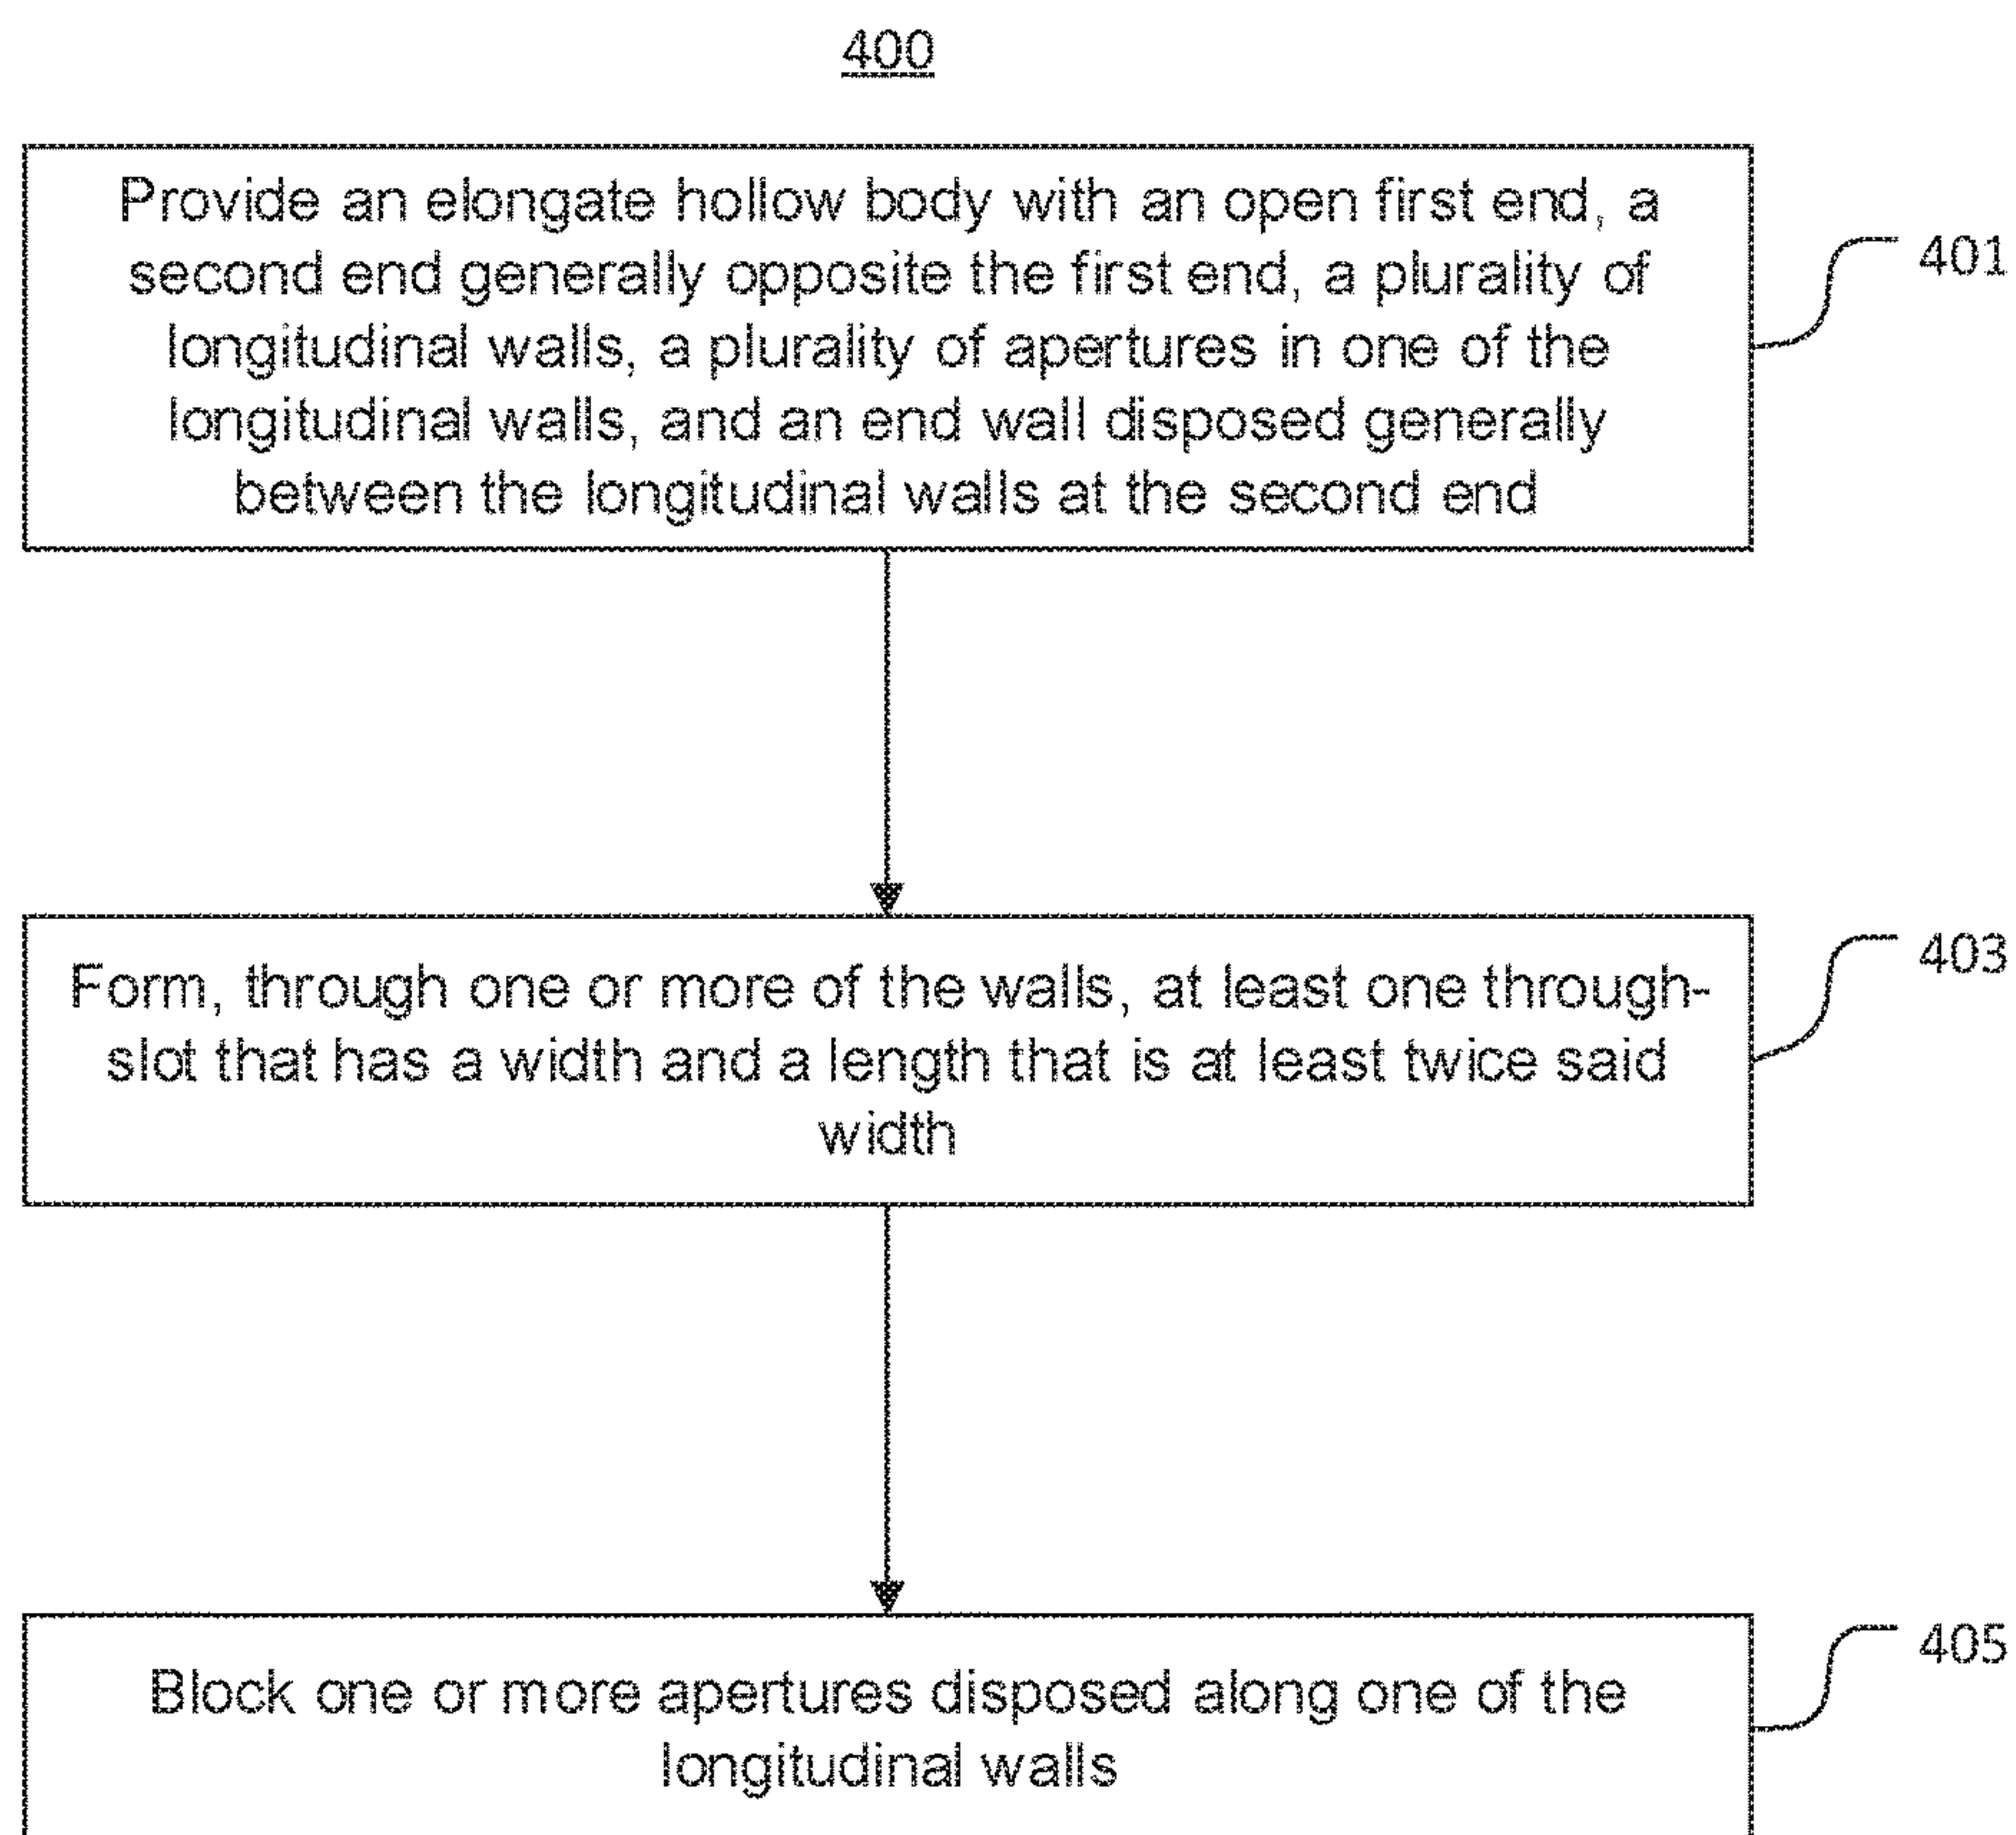 400
Provide an elongate hollow body with an open first end, a
second end generally opposite the first end, a plurality of
longitudinal walls, a plurality of apertures in one of the
longitudinal walls, and an end wall disposed generally
between the longitudinal walls at the second end
401
Form, through one or more of the walls, at least one through-
slot that has a width and a length that is at least twice said
width
403
Block one or more apertures disposed along one of the
longitudinal walls
405